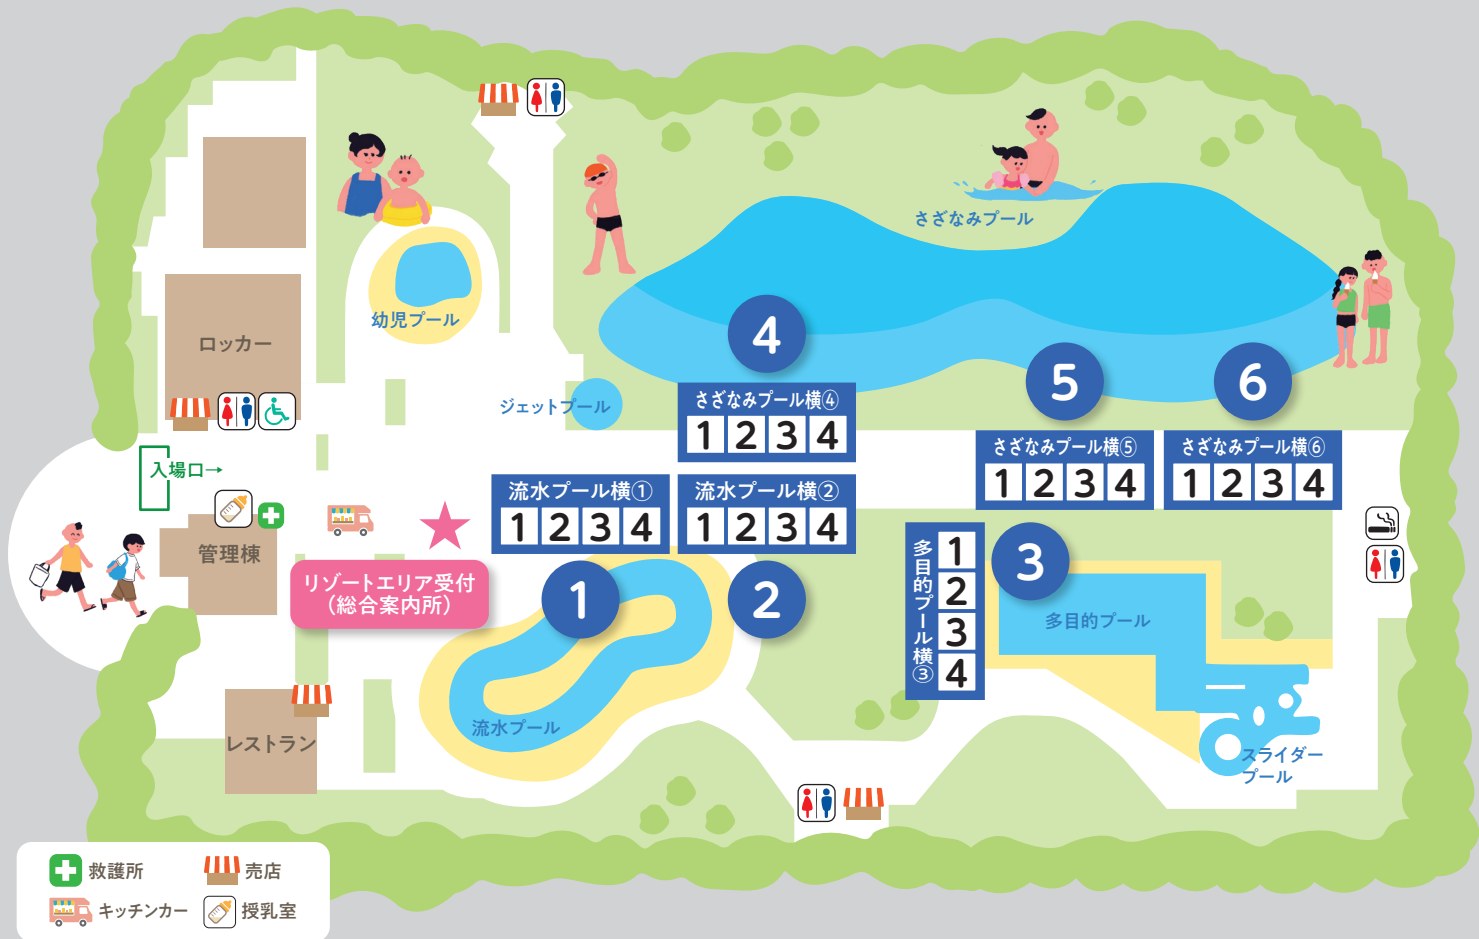 さざなみプール
幼児プール
ロッカー
4
5
6
ジェットプール
さざなみプール横④
1 2 3 4
さざなみプール横⑤
1 2 3 4
さざなみプール横⑥
1 2 3 4
入場口→
流水プール横①
1 2 3 4
流水プール横②
1 2 3 4
管理棟
リゾートエリア受付
（総合案内所）
1
2
多目的プール横③
1
2
3
4
3
多目的プール
流水プール
レストラン
スライダー
プール
救護所
売店
キッチンカー
授乳室